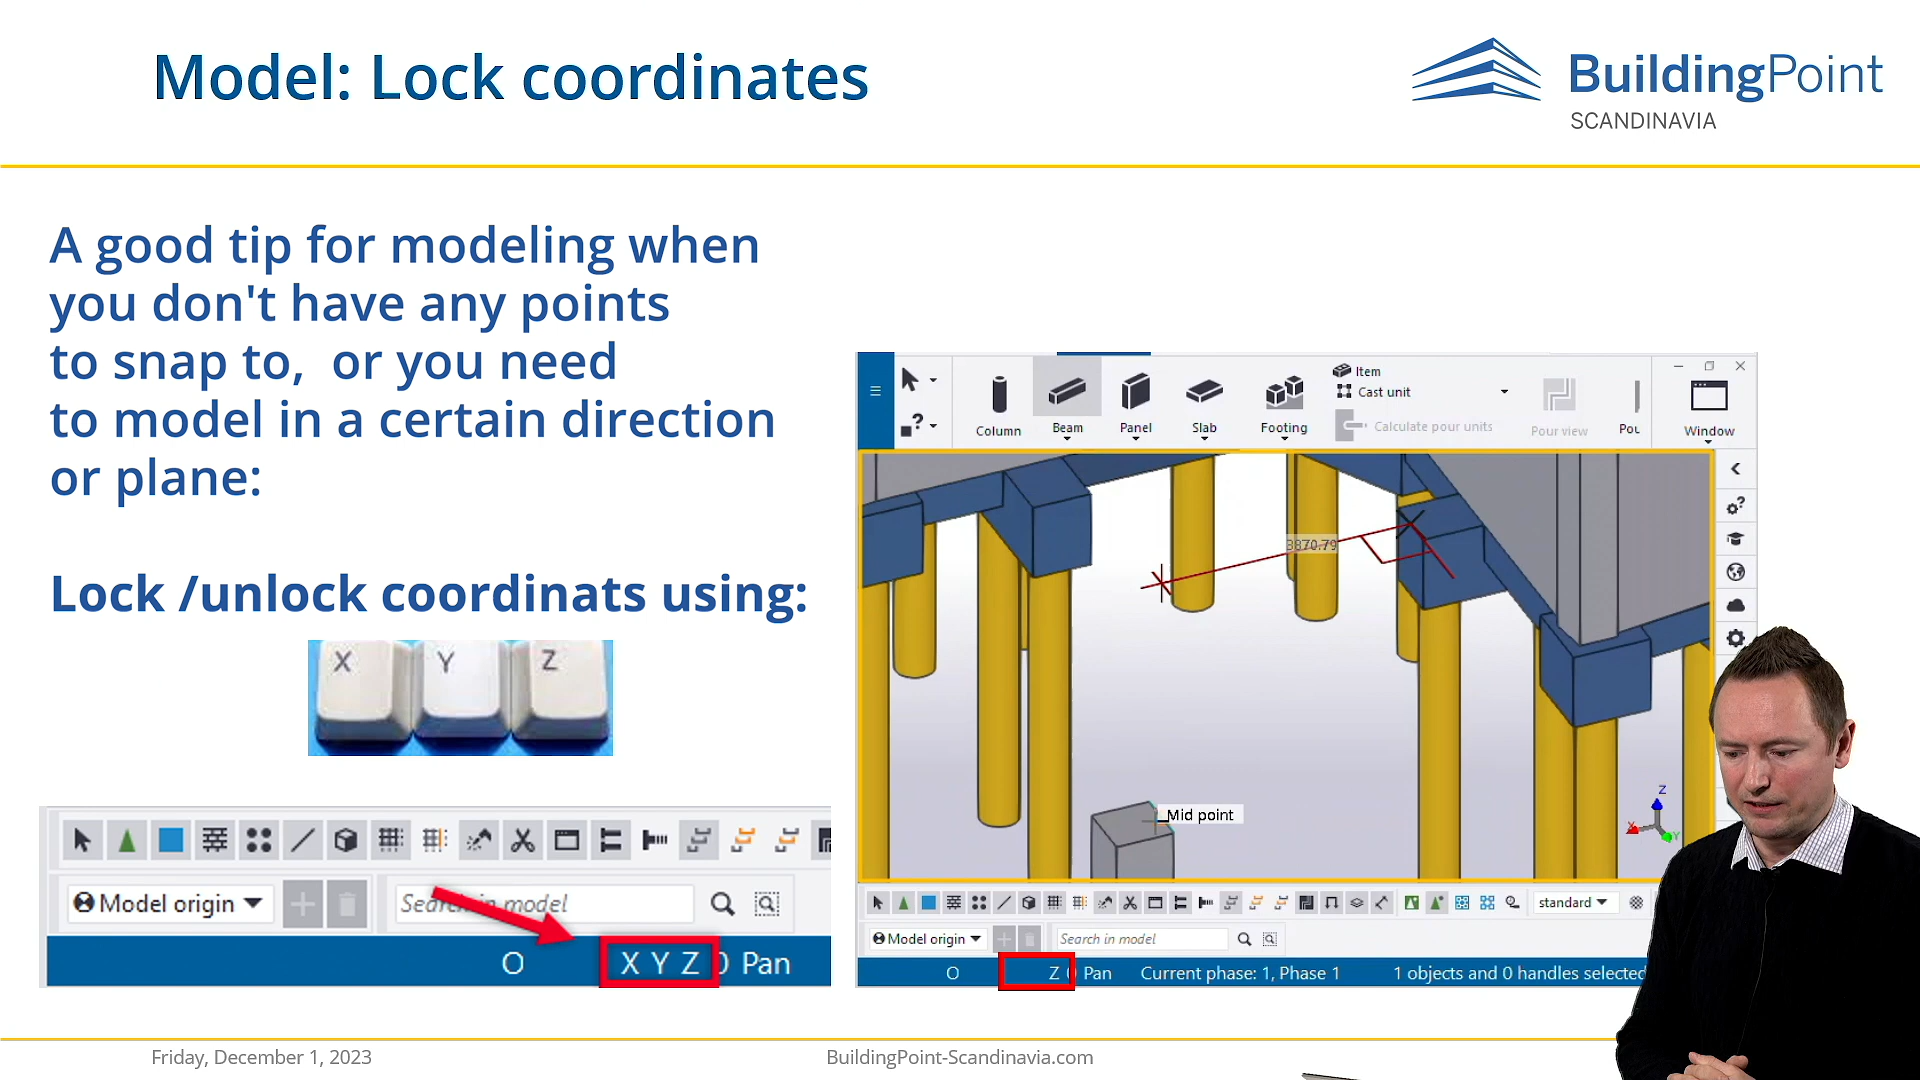 Model: Lock coordinates
BuildingPoint
SCANDINAVIA
A good tip for modeling when
you don't have any points
to snap to,  or you need
to model in a certain direction
or plane:
Lock /unlock coordinats using:
X Y Z
Model origin
Search in model
O X Y Z Pan
Column
Beam
Panel
Slab
Footing
Item
Cast unit
Calculate pour units
Pour view
Window
3870.79
Mid point
Z
X
Y
standard
Model origin
Search in model
O Z Pan Current phase: 1, Phase 1 1 objects and 0 handles selected
Friday, December 1, 2023
BuildingPoint-Scandinavia.com